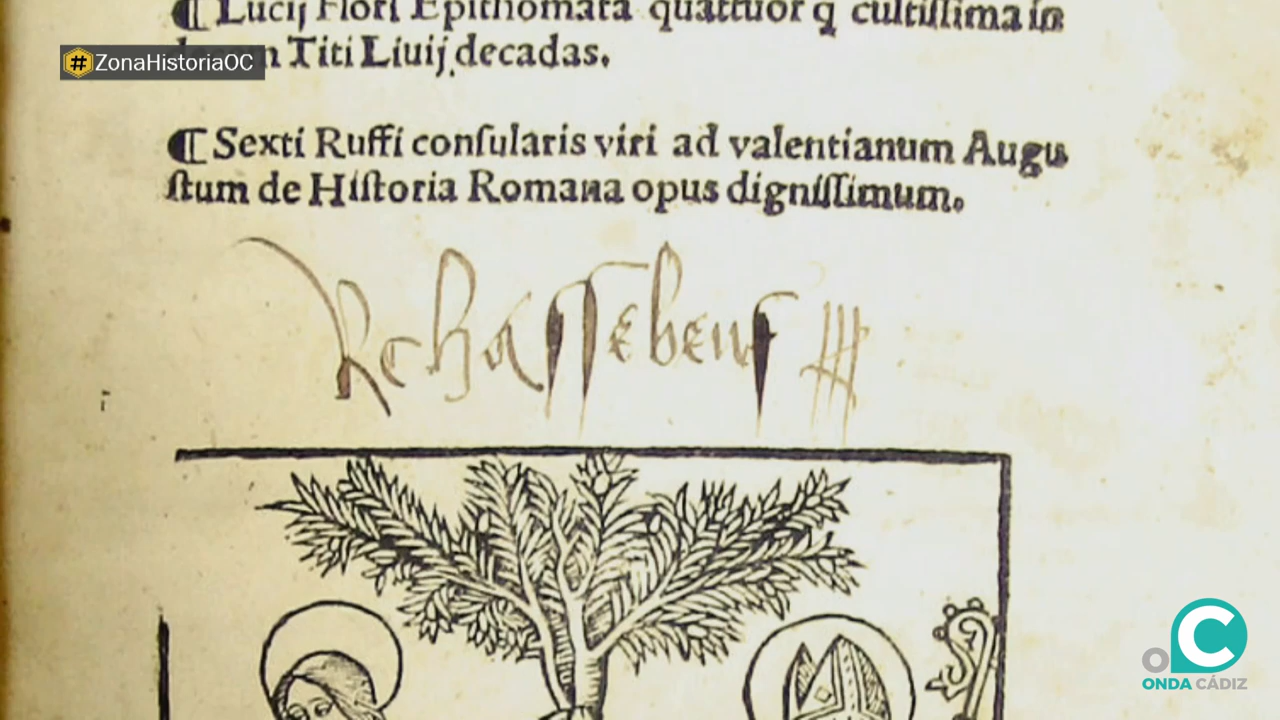 ¶ Lucij Flori Epithomata quattuor q̃ cultissima in
Titi Liuij decadas.
#ZonaHistoriaOC
¶ Sexti Ruffi consularis viri ad valentianum Augu
stum de Historia Romana opus dignissimum.
ONDA CÁDIZ